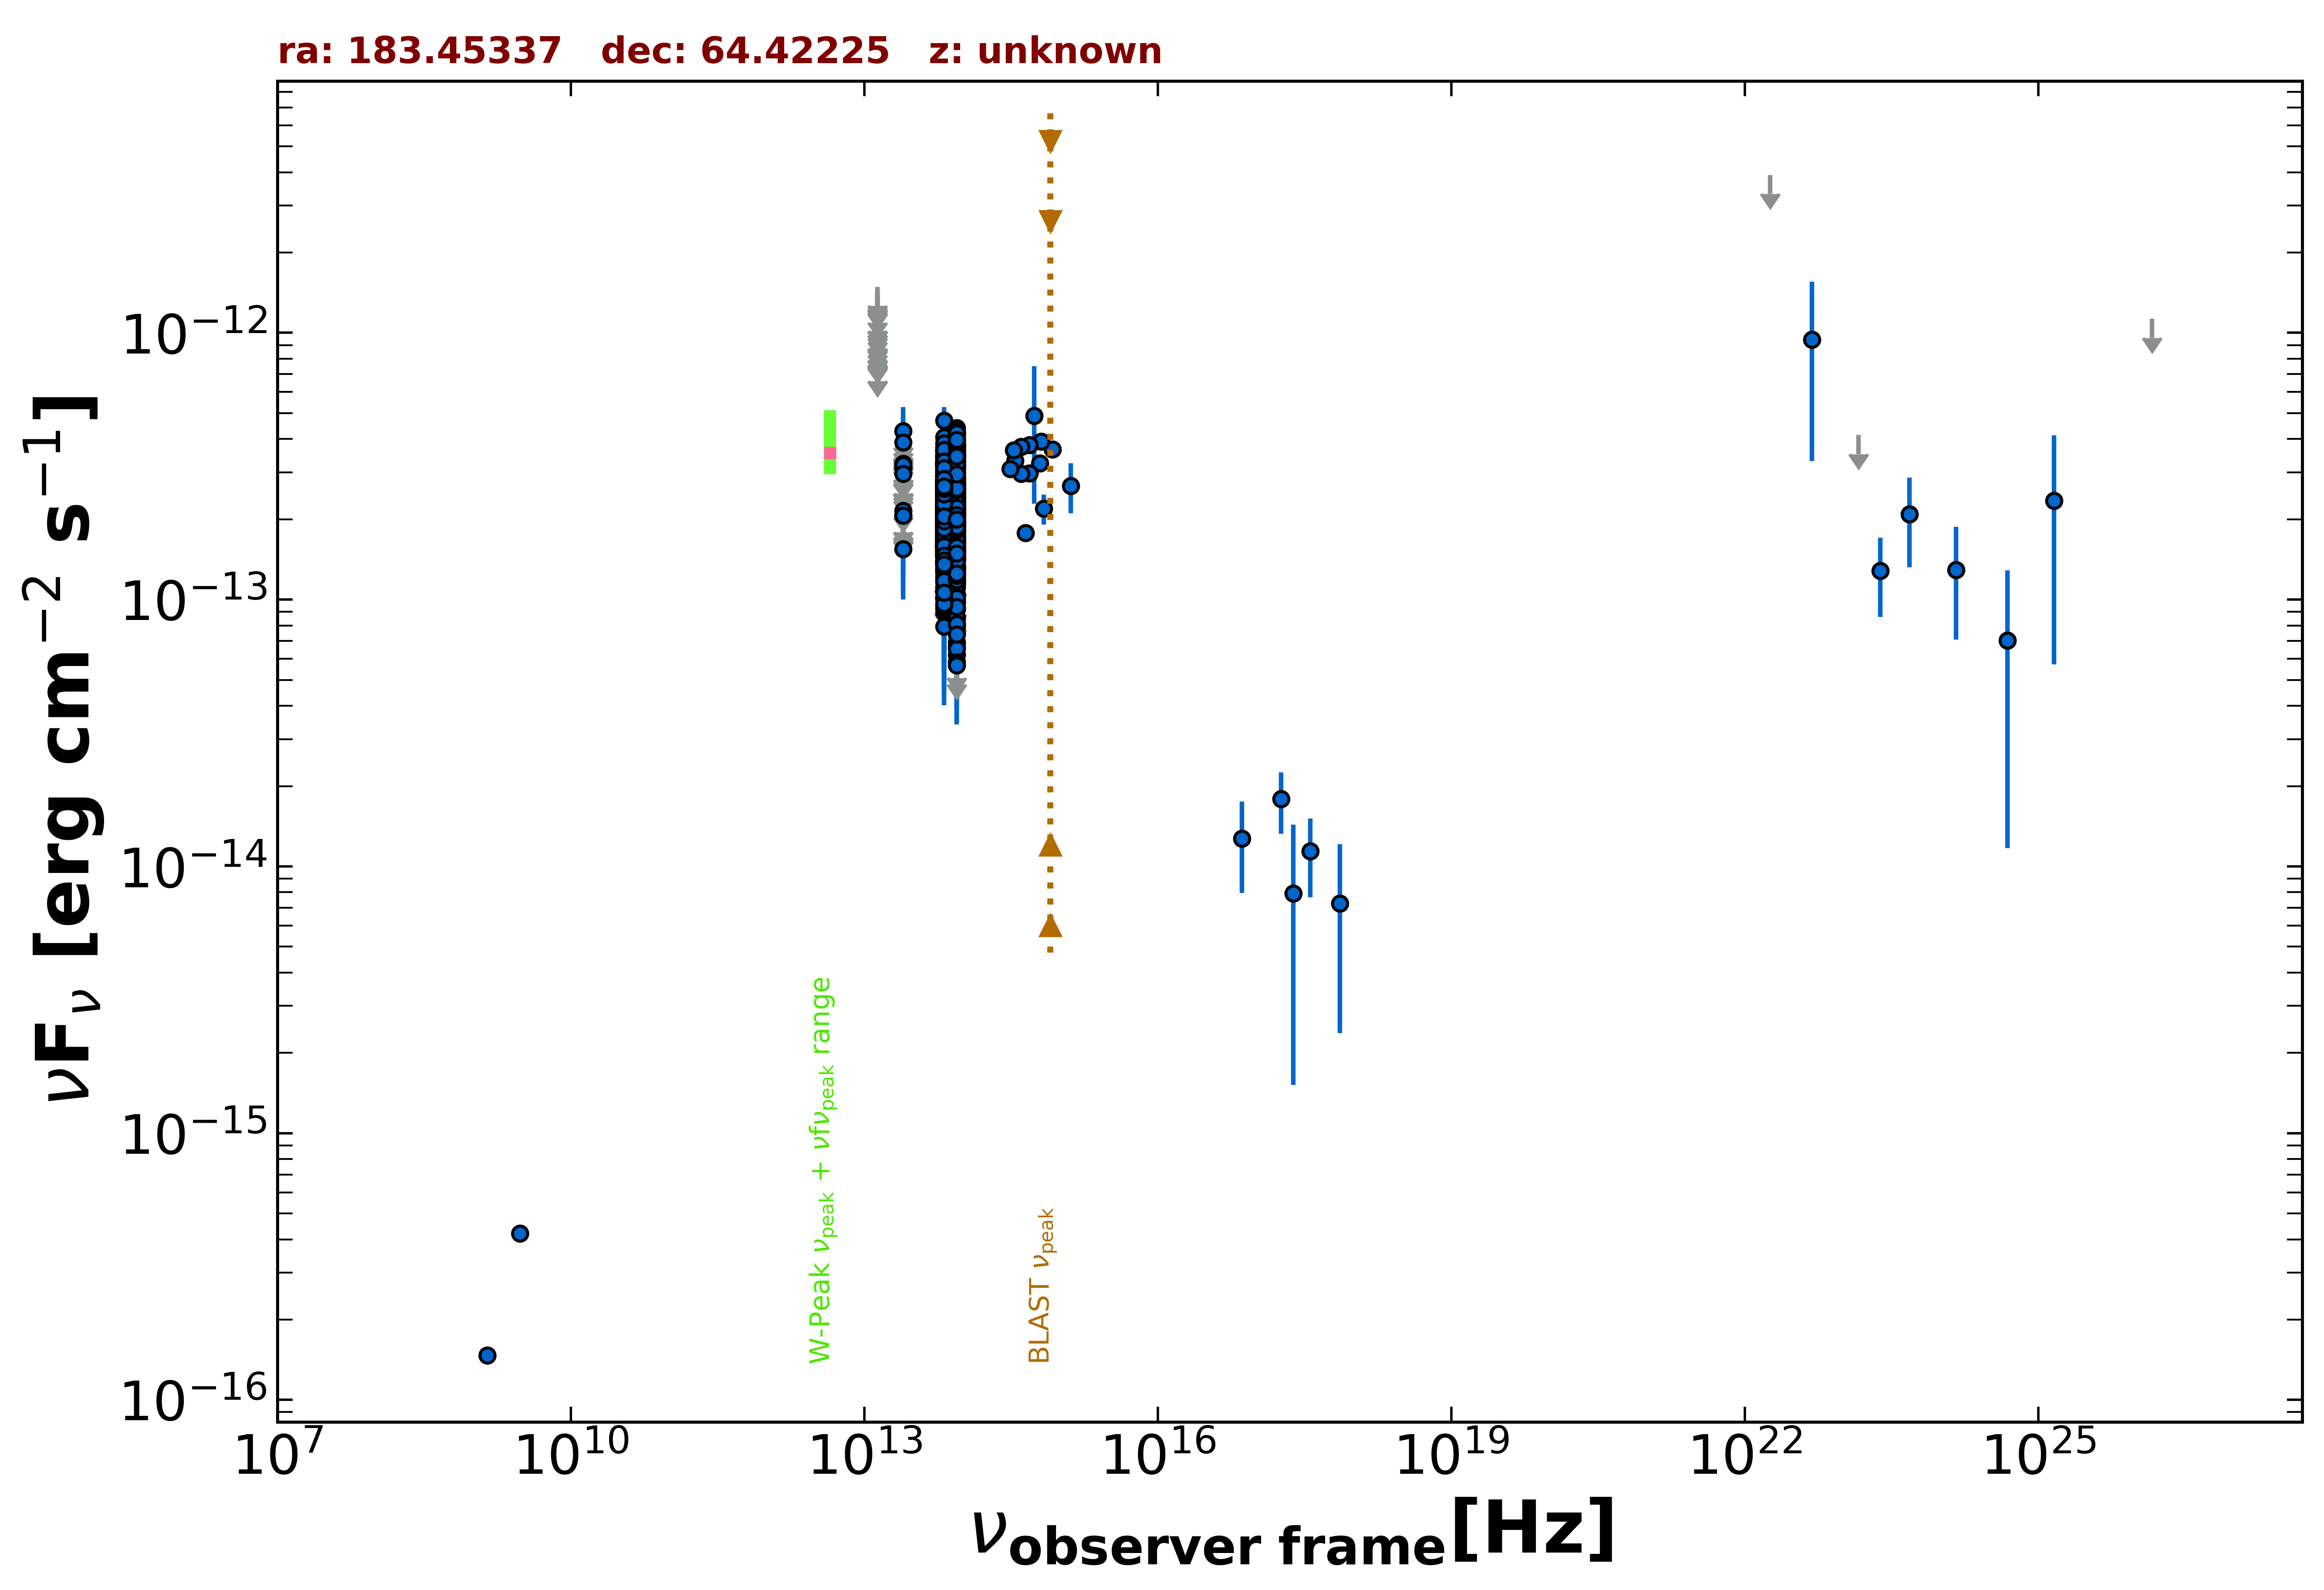 ra: 183.45337   dec: 64.42225   z: unknown
νFν [erg cm−2 s−1]
10−12
10−13
10−14
10−15
10−16
W-Peak νpeak + νfνpeak range
BLAST νpeak
107 1010 1013 1016 1019 1022 1025
νobserver frame[Hz]